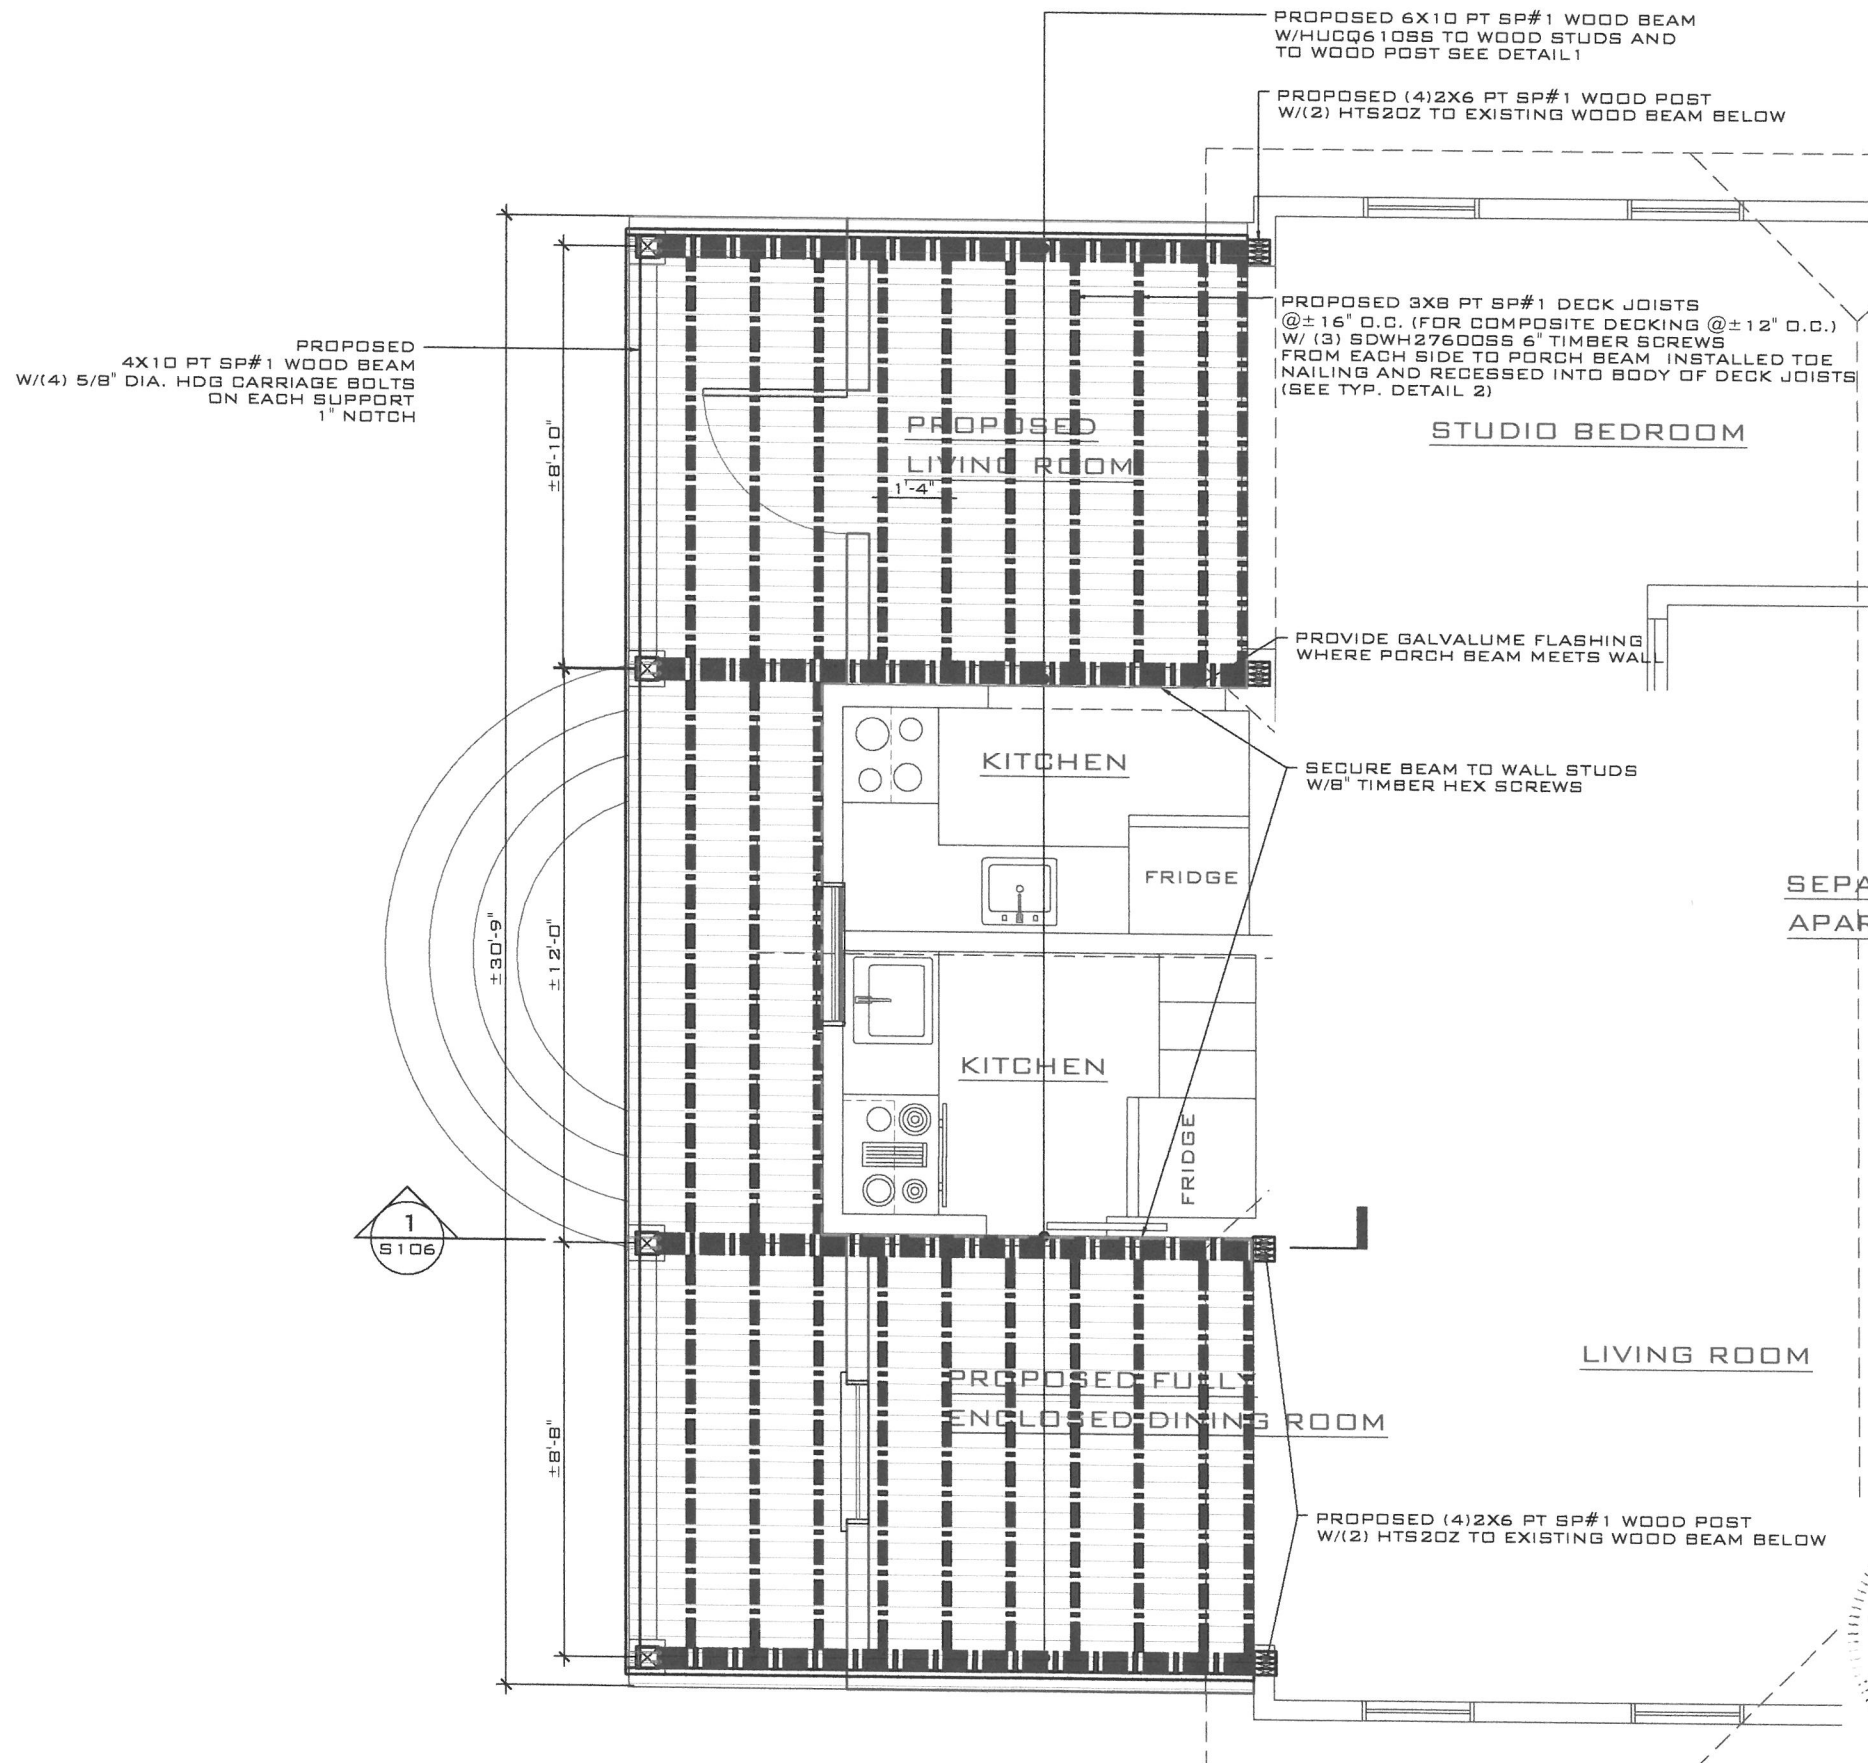 PROPOSED 6X10 PT SP#1 WOOD BEAM
W/HUCQ610SS TO WOOD STUDS AND
TO WOOD POST SEE DETAIL1
PROPOSED (4)2X6 PT SP#1 WOOD POST
W/(2) HTS20Z TO EXISTING WOOD BEAM BELOW
PROPOSED 3X8 PT SP#1 DECK JOISTS
@±16" O.C. (FOR COMPOSITE DECKING @±12" O.C.)
W/ (3) SDWH27600SS 6" TIMBER SCREWS
FROM EACH SIDE TO PORCH BEAM INSTALLED TOE
NAILING AND RECESSED INTO BODY OF DECK JOISTS
(SEE TYP. DETAIL 2)
PROPOSED
4X10 PT SP#1 WOOD BEAM
W/(4) 5/8" DIA. HDG CARRIAGE BOLTS
ON EACH SUPPORT
1" NOTCH
±8'-10"
PROPOSED
LIVING ROOM
1'-4"
STUDIO BEDROOM
PROVIDE GALVALUME FLASHING
WHERE PORCH BEAM MEETS WALL
KITCHEN
SECURE BEAM TO WALL STUDS
W/8" TIMBER HEX SCREWS
FRIDGE
SEPA
APAR
±30'-9"
±12'-0"
KITCHEN
FRIDGE
1
S106
LIVING ROOM
PROPOSED FULLY
ENCLOSED DINING ROOM
±8'-8"
PROPOSED (4)2X6 PT SP#1 WOOD POST
W/(2) HTS20Z TO EXISTING WOOD BEAM BELOW